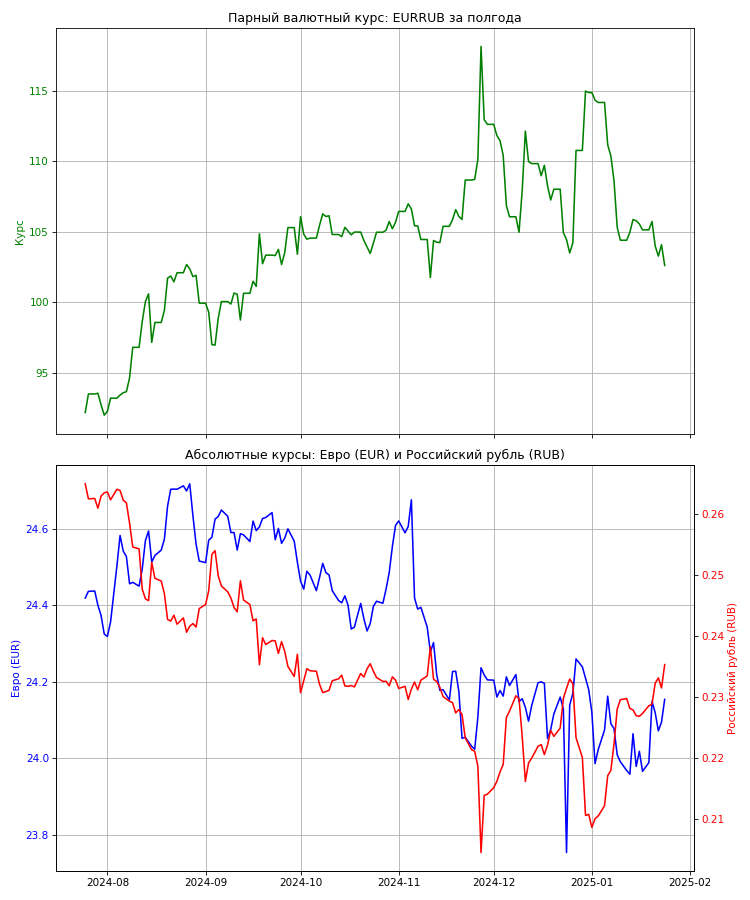 Парный валютный курс: EURRUB за полгода
115
110
105
100
95
Курс
Абсолютные курсы: Евро (EUR) и Российский рубль (RUB)
24.6
24.4
24.2
24.0
23.8
Евро (EUR)
0.26
0.25
0.24
0.23
0.22
0.21
Российский рубль (RUB)
2024-08 2024-09 2024-10 2024-11 2024-12 2025-01 2025-02